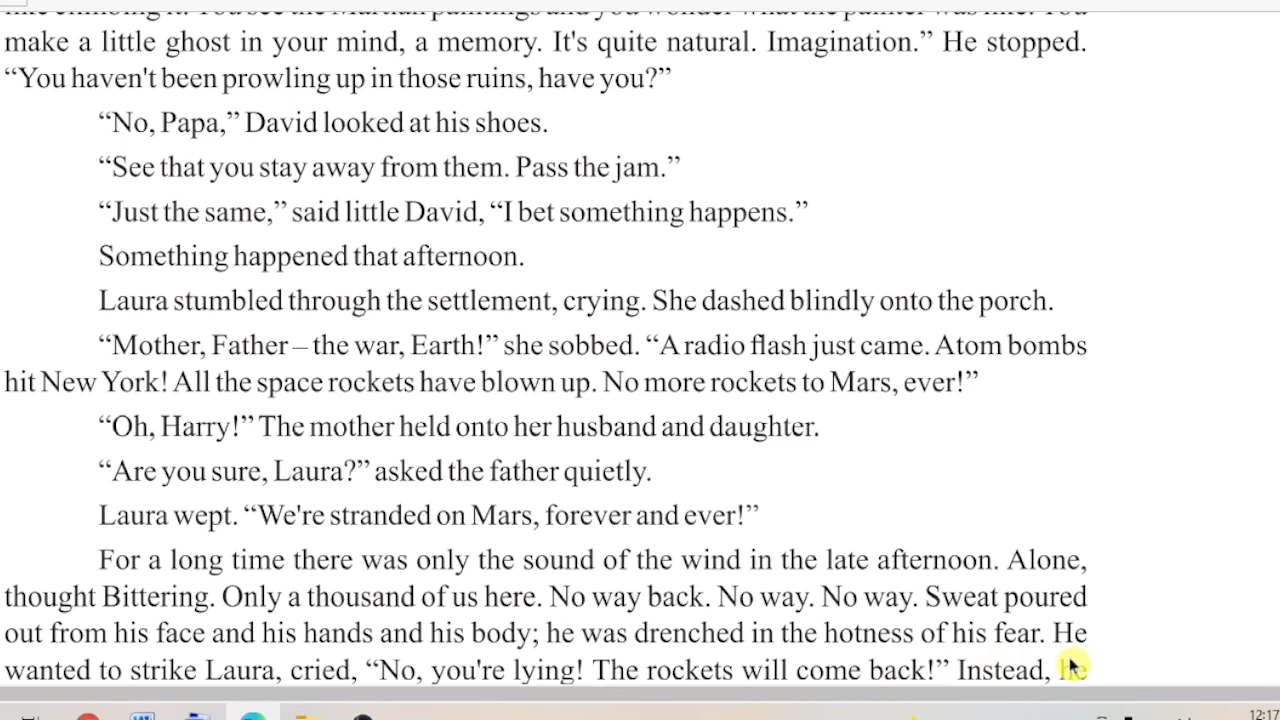 make a little ghost in your mind, a memory. It's quite natural. Imagination.” He stopped.
“You haven't been prowling up in those ruins, have you?”
“No, Papa,” David looked at his shoes.
“See that you stay away from them. Pass the jam.”
“Just the same,” said little David, “I bet something happens.”
Something happened that afternoon.
Laura stumbled through the settlement, crying. She dashed blindly onto the porch.
“Mother, Father – the war, Earth!” she sobbed. “A radio flash just came. Atom bombs
hit New York! All the space rockets have blown up. No more rockets to Mars, ever!”
“Oh, Harry!” The mother held onto her husband and daughter.
“Are you sure, Laura?” asked the father quietly.
Laura wept. “We're stranded on Mars, forever and ever!”
For a long time there was only the sound of the wind in the late afternoon. Alone,
thought Bittering. Only a thousand of us here. No way back. No way. No way. Sweat poured
out from his face and his hands and his body; he was drenched in the hotness of his fear. He
wanted to strike Laura, cried, “No, you're lying! The rockets will come back!” Instead, he
12:17